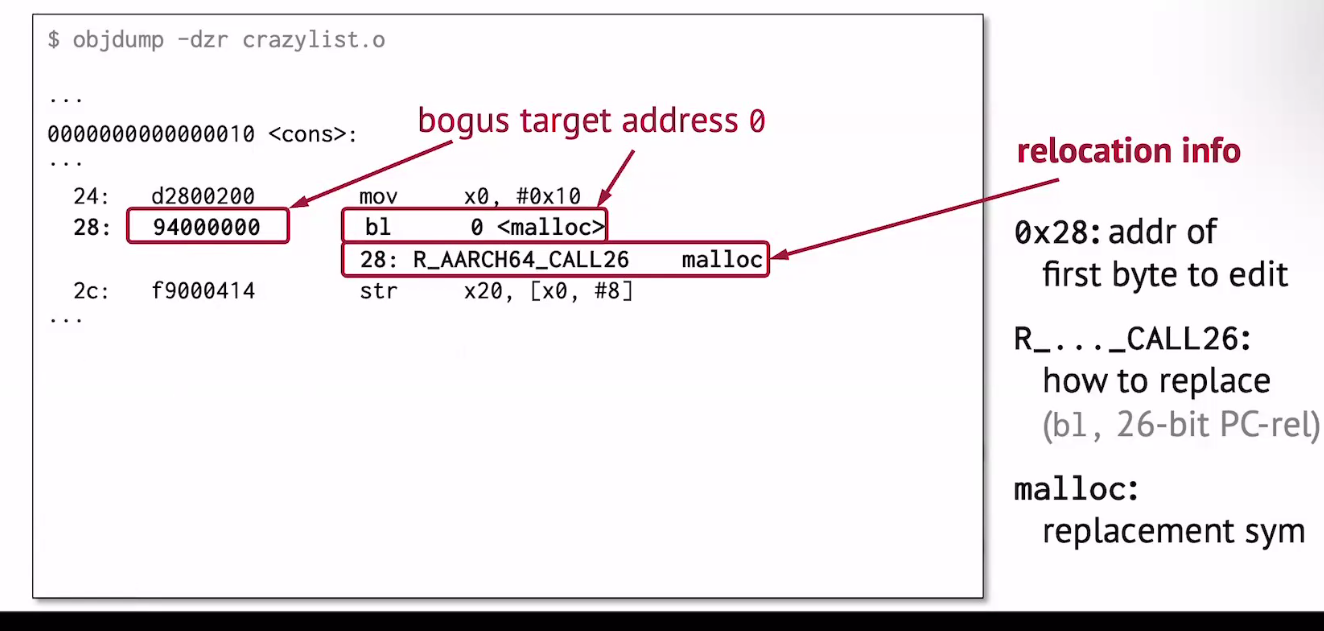 $ objdump -dzr crazylist.o
...
bogus target address 0
0000000000000010 <cons>:
...
24: d2800200 mov x0, #0x10
28: 94000000 bl 0 <malloc>
28: R_AARCH64_CALL26 malloc
2c: f9000414 str x20, [x0, #8]
...
relocation info
0x28: addr of
first byte to edit
R_..._CALL26:
how to replace
(bl, 26-bit PC-rel)
malloc:
replacement sym